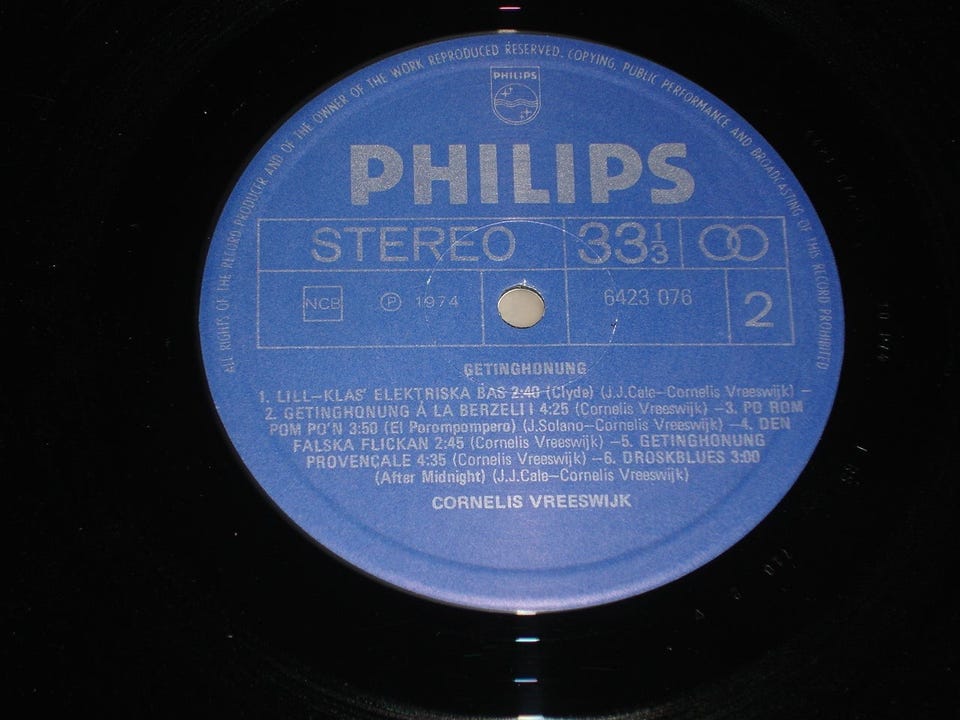 ALL RIGHTS OF THE RECORD PRODUCER AND OF THE OWNER OF THE WORK REPRODUCED RESERVED. COPYING, PUBLIC PERFORMANCE AND BROADCASTING OF THIS RECORD PROHIBITED
PHILIPS
PHILIPS
STEREO 33 1/3
NCB Ⓟ 1974 6423 076 2
GETINGHONUNG
1. LILL–KLAS' ELEKTRISKA BAS 2:40 (Clyde) (J.J.Cale–Cornelis Vreeswijk) –
2. GETINGHONUNG Á LA BERZELII 4:25 (Cornelis Vreeswijk) –3. PO ROM
POM PO'N 3:50 (El Porompompero) (J.Solano–Cornelis Vreeswijk) –4. DEN
FALSKA FLICKAN 2:45 (Cornelis Vreeswijk) –5. GETINGHONUNG
PROVENÇALE 4:35 (Cornelis Vreeswijk) –6. DROSKBLUES 3:00
(After Midnight) (J.J.Cale–Cornelis Vreeswijk)
CORNELIS VREESWIJK